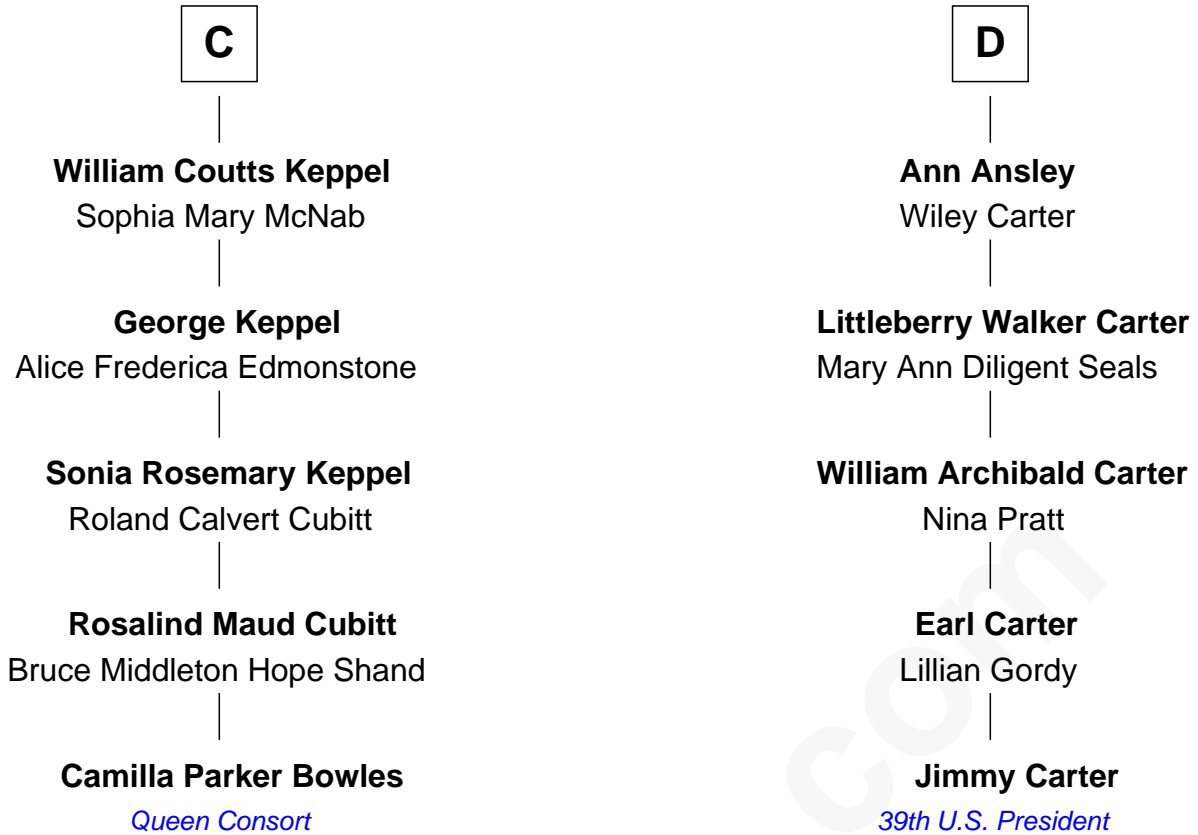 C
William Coutts Keppel
Sophia Mary McNab
George Keppel
Alice Frederica Edmonstone
Sonia Rosemary Keppel
Roland Calvert Cubitt
Rosalind Maud Cubitt
Bruce Middleton Hope Shand
Camilla Parker Bowles
Queen Consort
D
Ann Ansley
Wiley Carter
Littleberry Walker Carter
Mary Ann Diligent Seals
William Archibald Carter
Nina Pratt
Earl Carter
Lillian Gordy
Jimmy Carter
39th U.S. President
com